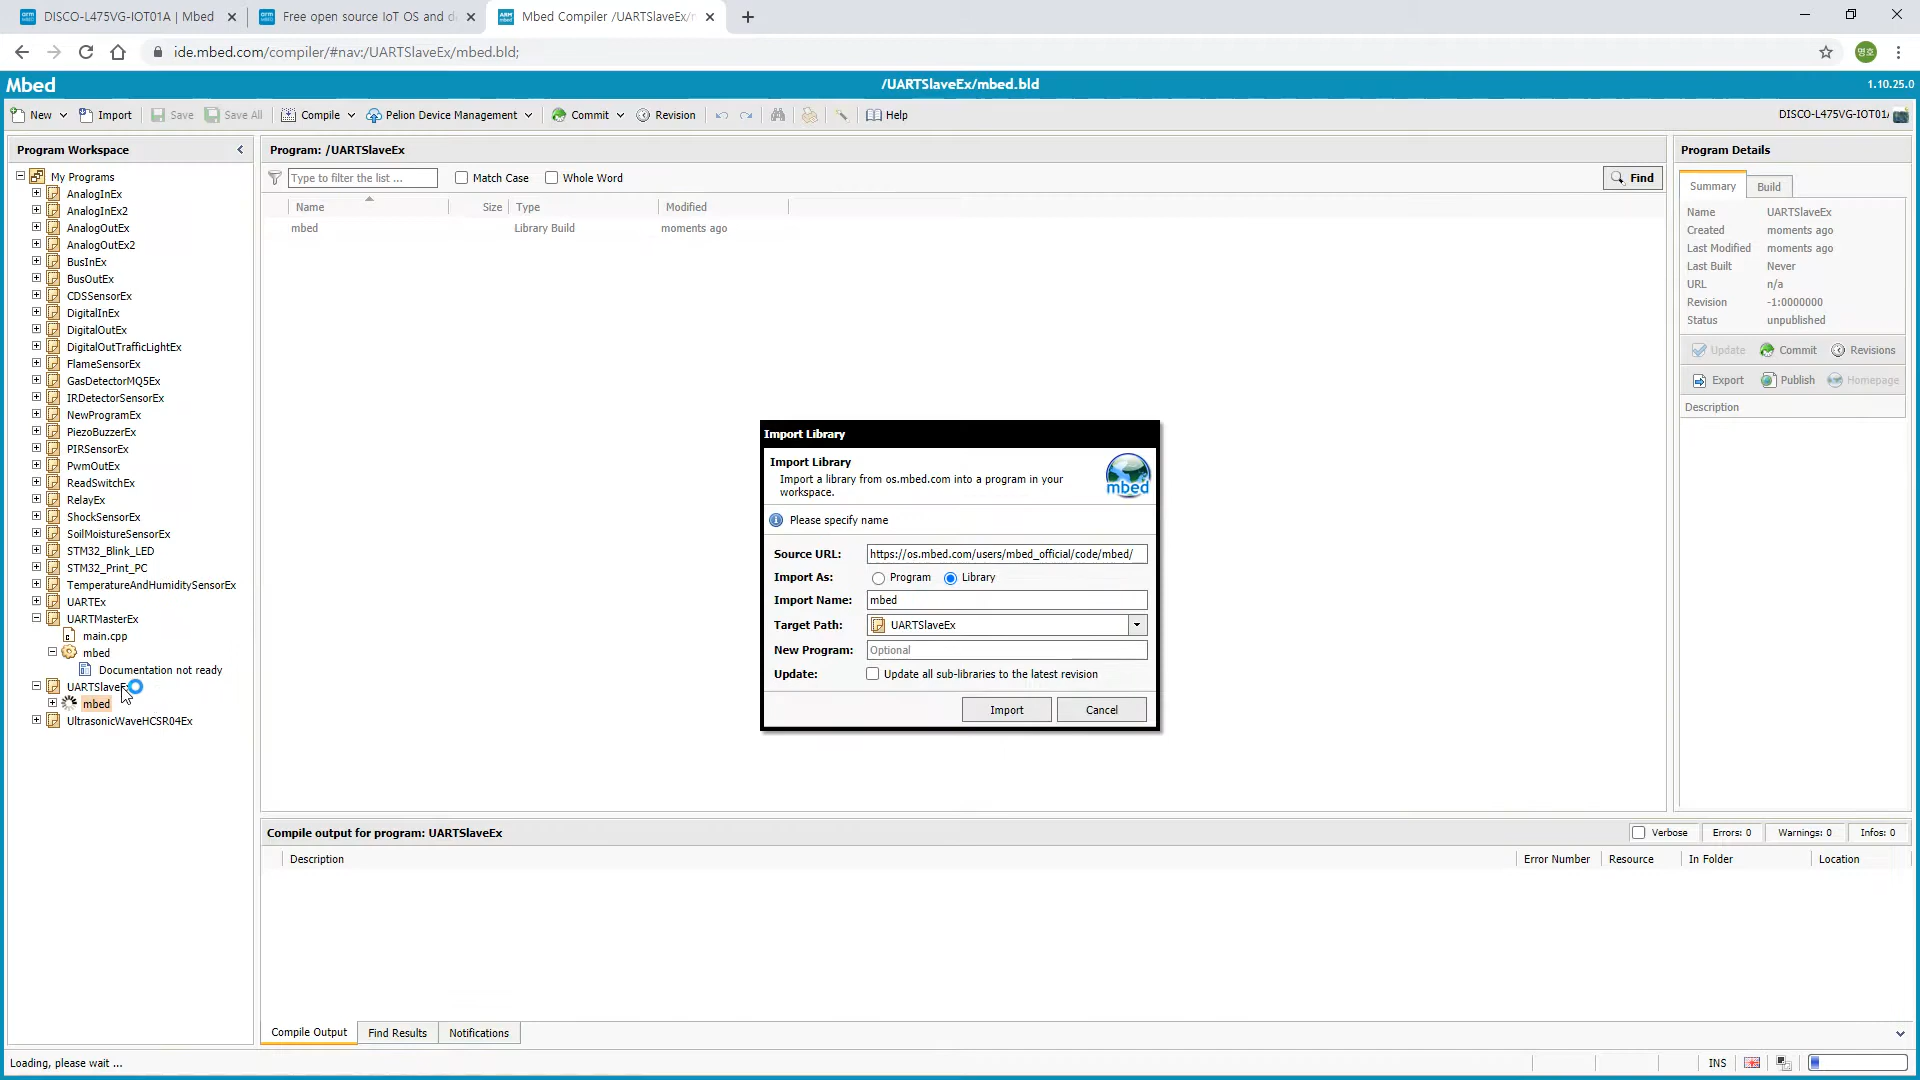 DISCO-L475VG-IOT01A | Mbed
Free open source IoT OS and d
Mbed Compiler /UARTSlaveEx/m
ide.mbed.com/compiler/#nav:/UARTSlaveEx/mbed.bld;
명호
Mbed
/UARTSlaveEx/mbed.bld
1.10.25.0
New
Import
Save
Save All
Compile
Pelion Device Management
Commit
Revision
Help
DISCO-L475VG-IOT01
Program Workspace
My Programs
AnalogInEx
AnalogInEx2
AnalogOutEx
AnalogOutEx2
BusInEx
BusOutEx
CDSSensorEx
DigitalInEx
DigitalOutEx
DigitalOutTrafficLightEx
FlameSensorEx
GasDetectorMQ5Ex
IRDetectorSensorEx
NewProgramEx
PiezoBuzzerEx
PIRSensorEx
PwmOutEx
ReadSwitchEx
RelayEx
ShockSensorEx
SoilMoistureSensorEx
STM32_Blink_LED
STM32_Print_PC
TemperatureAndHumiditySensorEx
UARTEx
UARTMasterEx
main.cpp
mbed
Documentation not ready
UARTSlaveE
mbed
UltrasonicWaveHCSR04Ex
Program: /UARTSlaveEx
Type to filter the list ...
Match Case
Whole Word
Find
Name Size Type Modified
mbed Library Build moments ago
Import Library
Import Library
Import a library from os.mbed.com into a program in your
workspace.
mbed
Please specify name
Source URL: https://os.mbed.com/users/mbed_official/code/mbed/
Import As: Program Library
Import Name: mbed
Target Path: UARTSlaveEx
New Program: Optional
Update: Update all sub-libraries to the latest revision
Import Cancel
Program Details
Summary Build
Name UARTSlaveEx
Created moments ago
Last Modified moments ago
Last Built Never
URL n/a
Revision -1:0000000
Status unpublished
Update Commit Revisions
Export Publish Homepage
Description
Compile output for program: UARTSlaveEx
Verbose Errors: 0 Warnings: 0 Infos: 0
Description Error Number Resource In Folder Location
Compile Output Find Results Notifications
Loading, please wait ...
INS